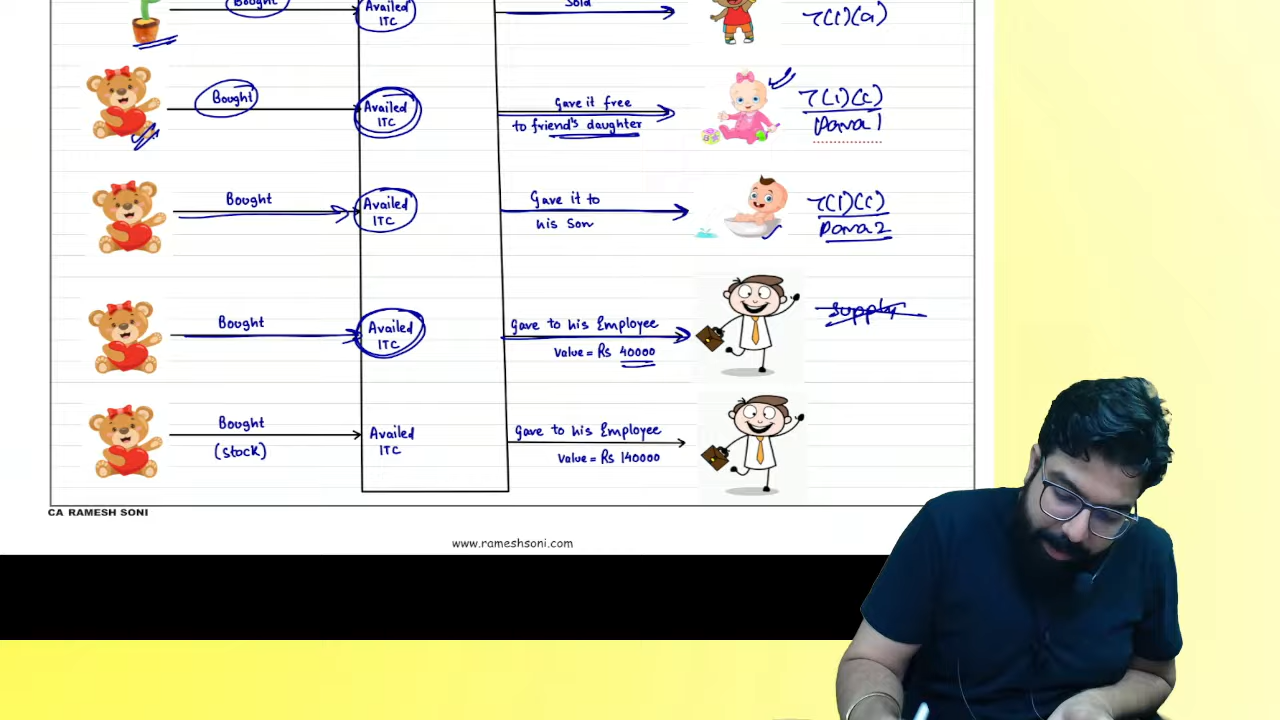 Bought
Availed
ITC
Sold
7(1)(a)
Bought
Availed
ITC
Gave it free
to friend's daughter
7(1)(c)
Para 1
Bought
Availed
ITC
Gave it to
his Son
7(1)(c)
Para 2
Bought
Availed
ITC
Gave to his Employee
Value = Rs 40000
supply
Bought
(stock)
Availed
ITC
Gave to his Employee
Value = Rs 140000
CA RAMESH SONI
www.rameshsoni.com